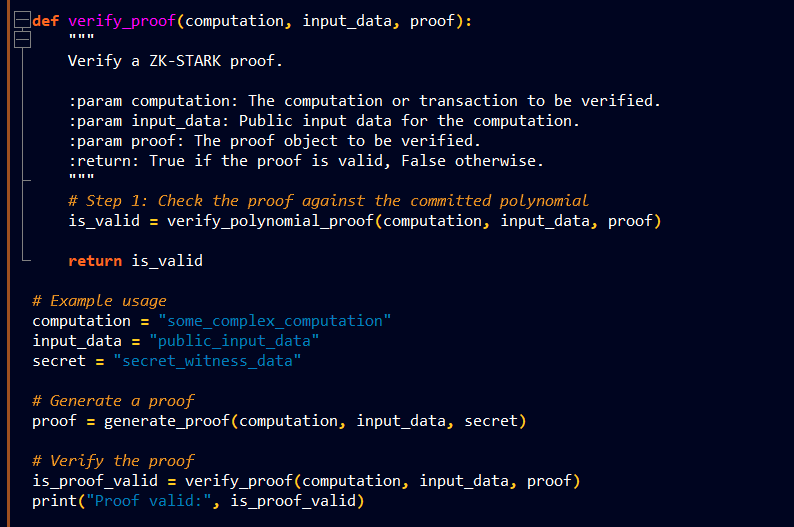 def verify_proof(computation, input_data, proof):
"""
Verify a ZK-STARK proof.
:param computation: The computation or transaction to be verified.
:param input_data: Public input data for the computation.
:param proof: The proof object to be verified.
:return: True if the proof is valid, False otherwise.
"""
# Step 1: Check the proof against the committed polynomial
is_valid = verify_polynomial_proof(computation, input_data, proof)
return is_valid
# Example usage
computation = "some_complex_computation"
input_data = "public_input_data"
secret = "secret_witness_data"
# Generate a proof
proof = generate_proof(computation, input_data, secret)
# Verify the proof
is_proof_valid = verify_proof(computation, input_data, proof)
print("Proof valid:", is_proof_valid)